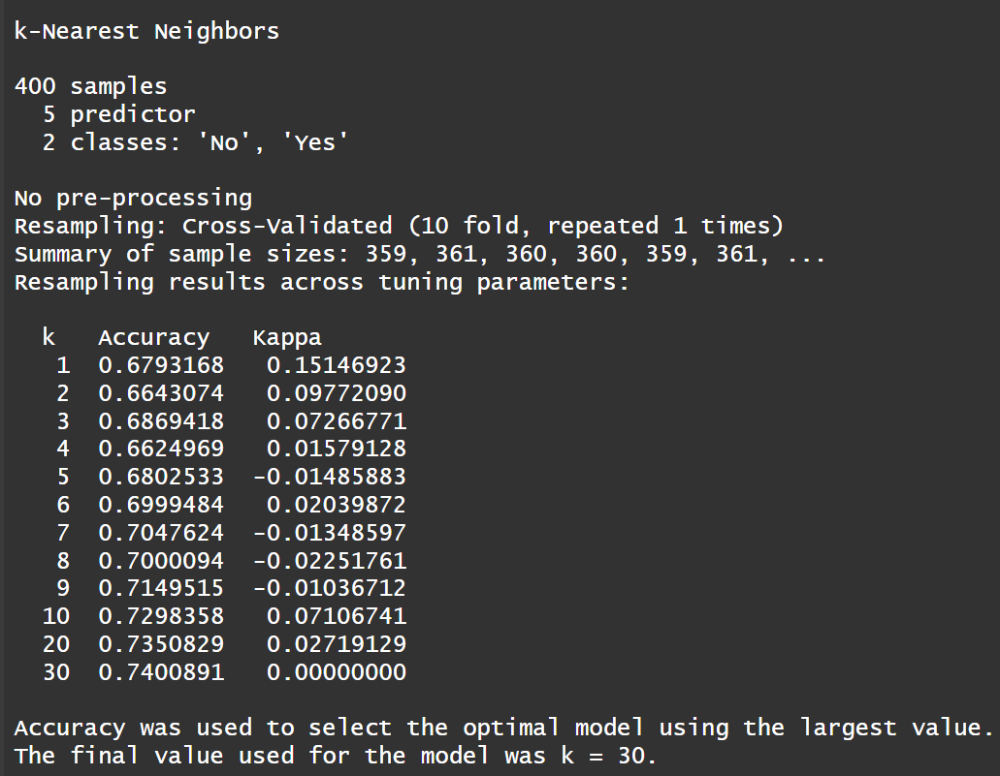 k-Nearest Neighbors

400 samples
  5 predictor
  2 classes: 'No', 'Yes'

No pre-processing
Resampling: Cross-Validated (10 fold, repeated 1 times)
Summary of sample sizes: 359, 361, 360, 360, 359, 361, ...
Resampling results across tuning parameters:

  k   Accuracy   Kappa
   1  0.6793168   0.15146923
   2  0.6643074   0.09772090
   3  0.6869418   0.07266771
   4  0.6624969   0.01579128
   5  0.6802533  -0.01485883
   6  0.6999484   0.02039872
   7  0.7047624  -0.01348597
   8  0.7000094  -0.02251761
   9  0.7149515  -0.01036712
  10  0.7298358   0.07106741
  20  0.7350829   0.02719129
  30  0.7400891   0.00000000

Accuracy was used to select the optimal model using the largest value.
The final value used for the model was k = 30.